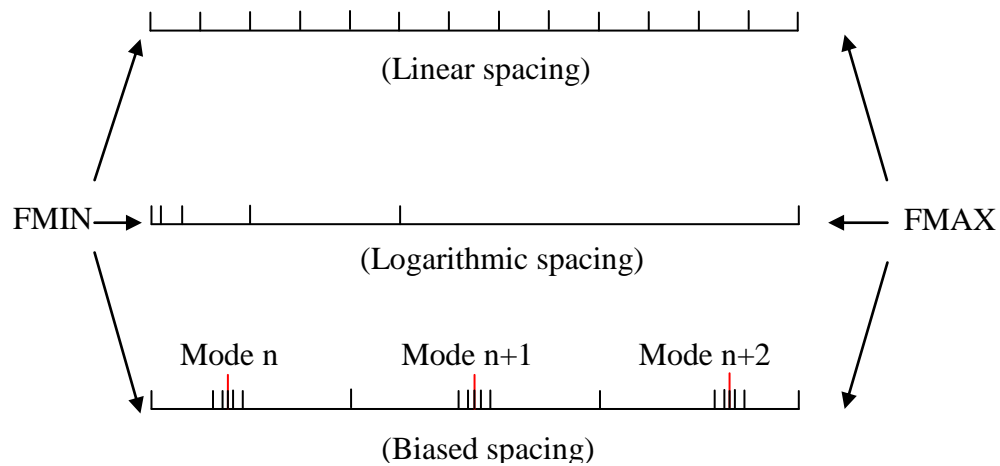 (Linear spacing)
FMIN
FMAX
(Logarithmic spacing)
Mode n
Mode n+1
Mode n+2
(Biased spacing)